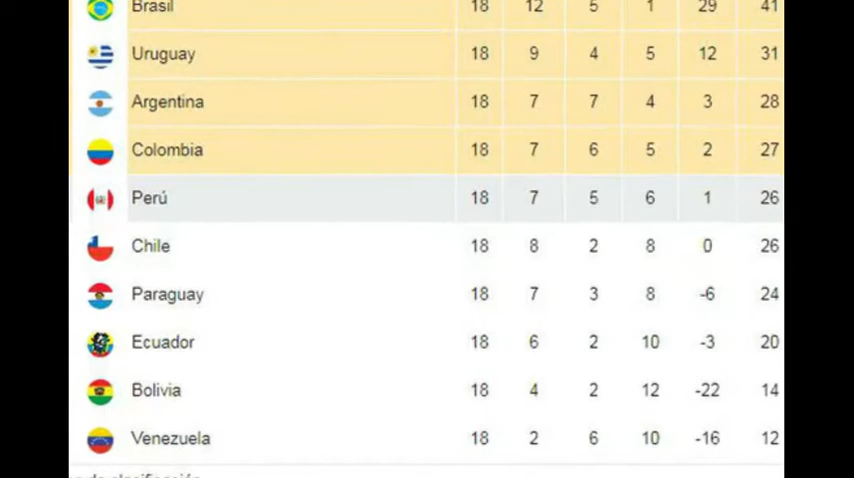 Brasil 18 12 5 1 29 41
Uruguay 18 9 4 5 12 31
Argentina 18 7 7 4 3 28
Colombia 18 7 6 5 2 27
Perú 18 7 5 6 1 26
Chile 18 8 2 8 0 26
Paraguay 18 7 3 8 -6 24
Ecuador 18 6 2 10 -3 20
Bolivia 18 4 2 12 -22 14
Venezuela 18 2 6 10 -16 12